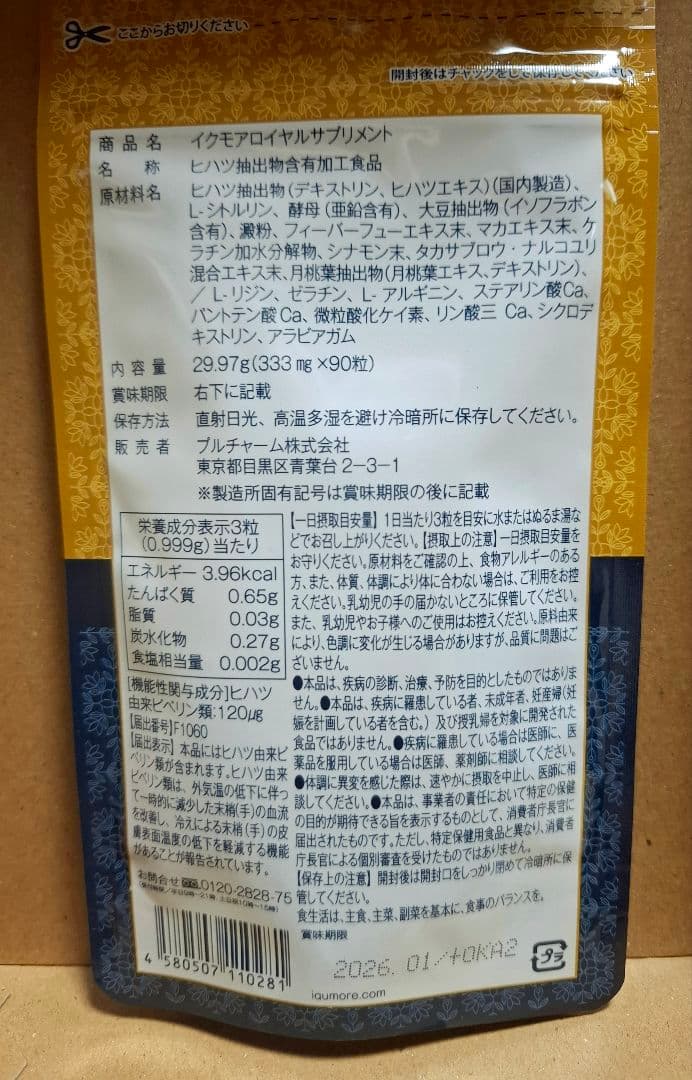 ここからお切りください
開封後はチャックをして保存してください
商品名 イクモアロイヤルサプリメント
名称 ヒハツ抽出物含有加工食品
原材料名 ヒハツ抽出物(デキストリン、ヒハツエキス)(国内製造)、
L-シトルリン、酵母(亜鉛含有)、大豆抽出物(イソフラボン
含有)、澱粉、フィーバーフューエキス末、マカエキス末、ケ
ラチン加水分解物、シナモン末、タカサブロウ・ナルコユリ
混合エキス末、月桃葉抽出物(月桃葉エキス、デキストリン)、
/ L-リジン、ゼラチン、L-アルギニン、ステアリン酸Ca、
パントテン酸Ca、微粒酸化ケイ素、リン酸三Ca、シクロデ
キストリン、アラビアガム
内容量 29.97g(333mg×90粒)
賞味期限 右下に記載
保存方法 直射日光、高温多湿を避け冷暗所に保存してください。
販売者 プルチャーム株式会社
東京都目黒区青葉台2-3-1
※製造所固有記号は賞味期限の後に記載
栄養成分表示3粒
(0.999g)当たり
エネルギー 3.96kcal
たんぱく質 0.65g
脂質 0.03g
炭水化物 0.27g
食塩相当量 0.002g
[機能性関与成分]ヒハツ
由来ピペリン類:120μg
【届出番号】F1060
【届出表示】本品にはヒハツ由来ピ
ペリン類が含まれます。ヒハツ由来
ピペリン類は、外気温の低下に伴っ
て一時的に減少した末梢(手)の血流
を改善し、冷えによる末梢(手)の皮
膚表面温度の低下を軽減する機能
があることが報告されています。
お問合せ 0120-2828-75
(受付時間/平日9時~21時 土日祝10時~18時)
【一日摂取目安量】1日当たり3粒を目安に水またはぬるま湯な
どでお召し上がりください。【摂取上の注意】一日摂取目安量を
お守りください。原材料をご確認の上、食物アレルギーのある
方、また、体質、体調により体に合わない場合は、ご利用をお控
えください。乳幼児の手の届かないところに保管してください。
また、乳幼児やお子様へのご使用はお控えください。原料由来
により、色調に変化が生じる場合がありますが、品質に問題はご
ざいません。
●本品は、疾病の診断、治療、予防を目的としたものではありま
せん。●本品は、疾病に罹患している者、未成年者、妊産婦(妊
娠を計画している者を含む。)及び授乳婦を対象に開発された
食品ではありません。●疾病に罹患している場合は医師に、医
薬品を服用している場合は医師、薬剤師に相談してください。
●体調に異変を感じた際は、速やかに摂取を中止し、医師に相
談してください。●本品は、事業者の責任において特定の保健
の目的が期待できる旨を表示するものとして、消費者庁長官に
届出されたものです。ただし、特定保健用食品と異なり、消費者
庁長官による個別審査を受けたものではありません。
【保存上の注意】開封後は開封口をしっかり閉めて冷暗所に保
管してください。
食生活は、主食、主菜、副菜を基本に、食事のバランスを。
賞味期限
2026. 01/+OKA2
4 580507 110281
プラ
iqumore.com